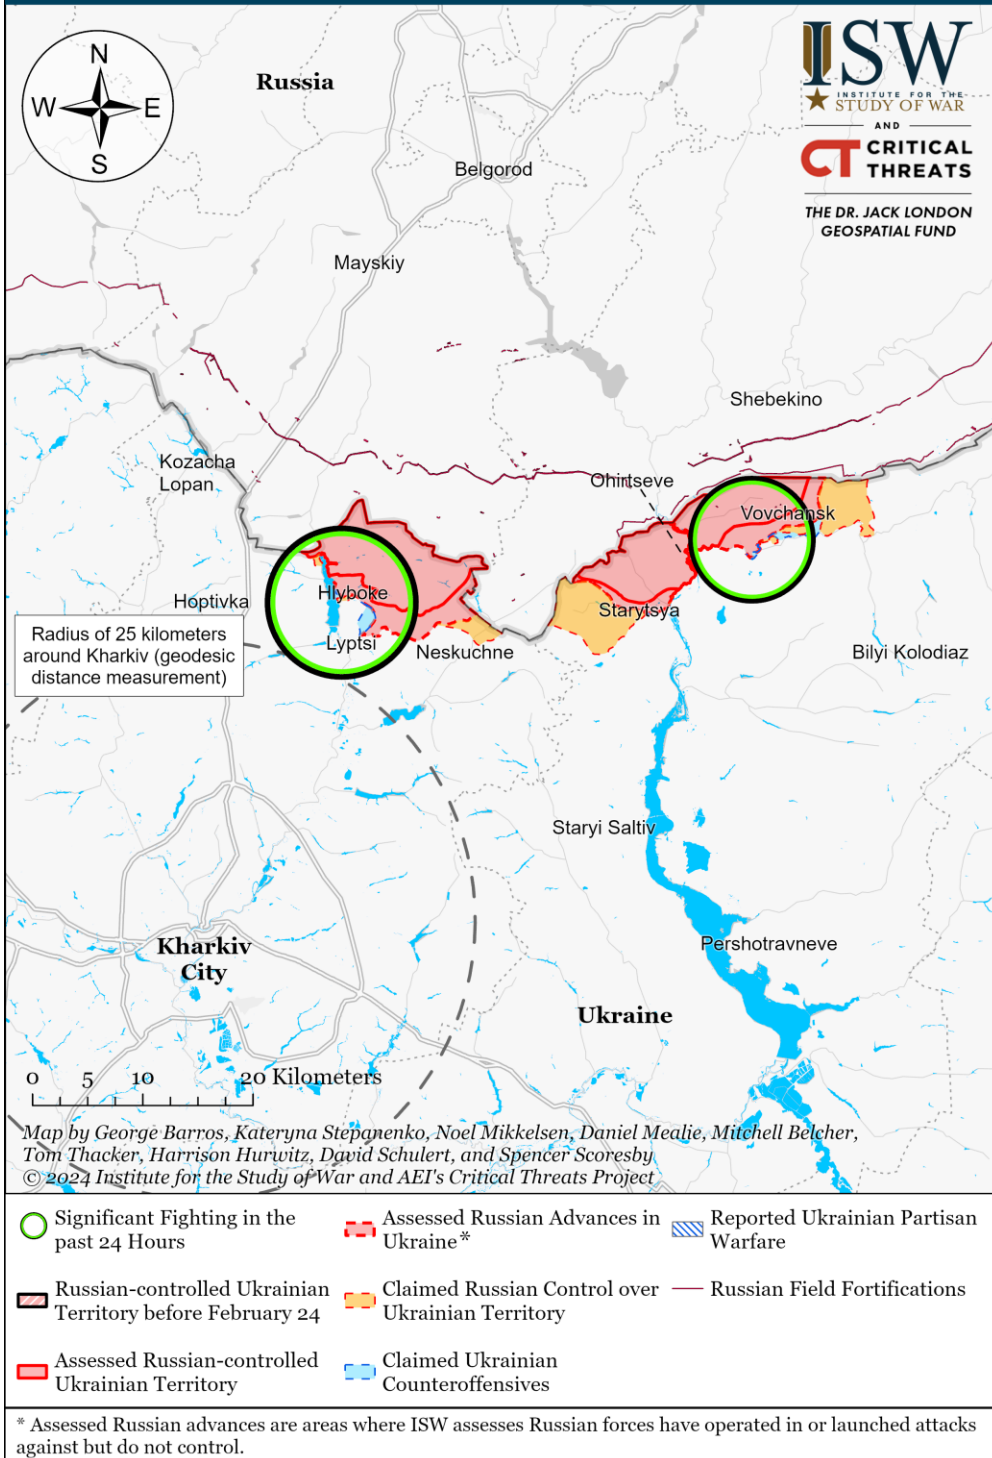 N
W E
S
Russia
ISW
INSTITUTE FOR THE
STUDY OF WAR
AND
CT CRITICAL
THREATS
THE DR. JACK LONDON
GEOSPATIAL FUND
Belgorod
Mayskiy
Shebekino
Kozacha
Lopan
Ohirtseve
Vovchansk
Hoptivka
Hlyboke
Starytsya
Radius of 25 kilometers
around Kharkiv (geodesic
distance measurement)
Lyptsi
Neskuchne
Bilyi Kolodiaz
Staryi Saltiv
Kharkiv
City
Pershotravneve
Ukraine
0 5 10 20 Kilometers
Map by George Barros, Kateryna Stepanenko, Noel Mikkelsen, Daniel Mealie, Mitchell Belcher,
Tom Thacker, Harrison Hurwitz, David Schulert, and Spencer Scoresby
© 2024 Institute for the Study of War and AEI's Critical Threats Project
Significant Fighting in the
past 24 Hours
Russian-controlled Ukrainian
Territory before February 24
Assessed Russian-controlled
Ukrainian Territory
Assessed Russian Advances in
Ukraine*
Claimed Russian Control over
Ukrainian Territory
Claimed Ukrainian
Counteroffensives
Reported Ukrainian Partisan
Warfare
Russian Field Fortifications
* Assessed Russian advances are areas where ISW assesses Russian forces have operated in or launched attacks
against but do not control.